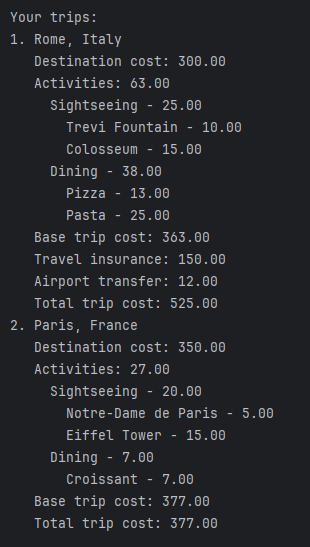 Your trips:
1. Rome, Italy
   Destination cost: 300.00
   Activities: 63.00
     Sightseeing - 25.00
       Trevi Fountain - 10.00
       Colosseum - 15.00
     Dining - 38.00
       Pizza - 13.00
       Pasta - 25.00
   Base trip cost: 363.00
   Travel insurance: 150.00
   Airport transfer: 12.00
   Total trip cost: 525.00
2. Paris, France
   Destination cost: 350.00
   Activities: 27.00
     Sightseeing - 20.00
       Notre-Dame de Paris - 5.00
       Eiffel Tower - 15.00
     Dining - 7.00
       Croissant - 7.00
   Base trip cost: 377.00
   Total trip cost: 377.00